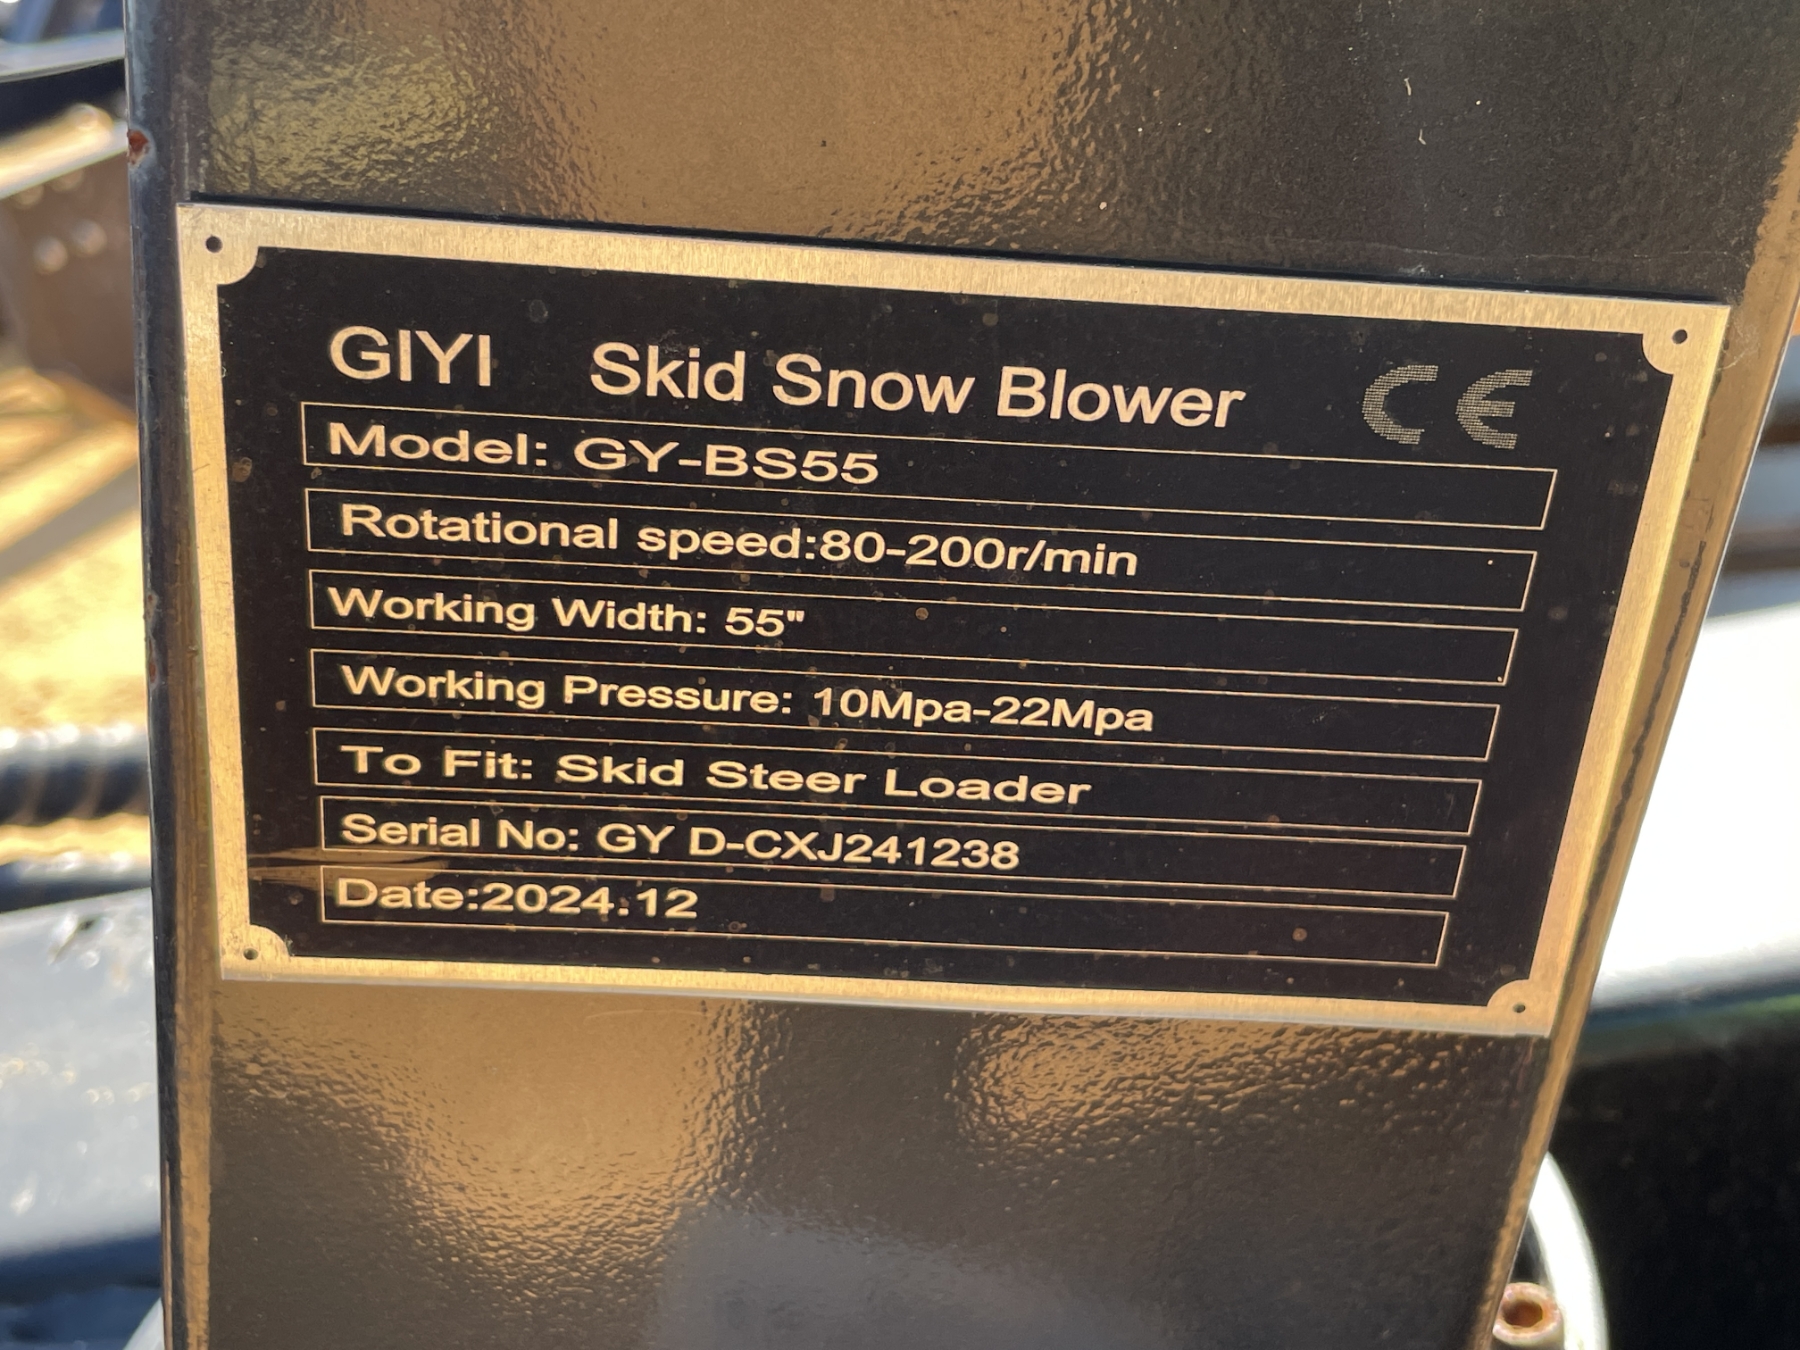 GIYI Skid Snow Blower CE
Model: GY-BS55
Rotational speed:80-200r/min
Working Width: 55"
Working Pressure: 10Mpa-22Mpa
To Fit: Skid Steer Loader
Serial No: GY D-CXJ241238
Date:2024.12